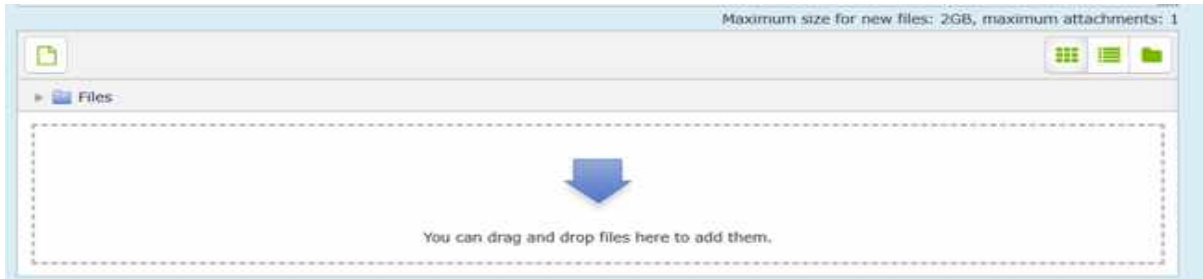 Maximum size for new files: 2GB, maximum attachments: 1
Files
You can drag and drop files here to add them.